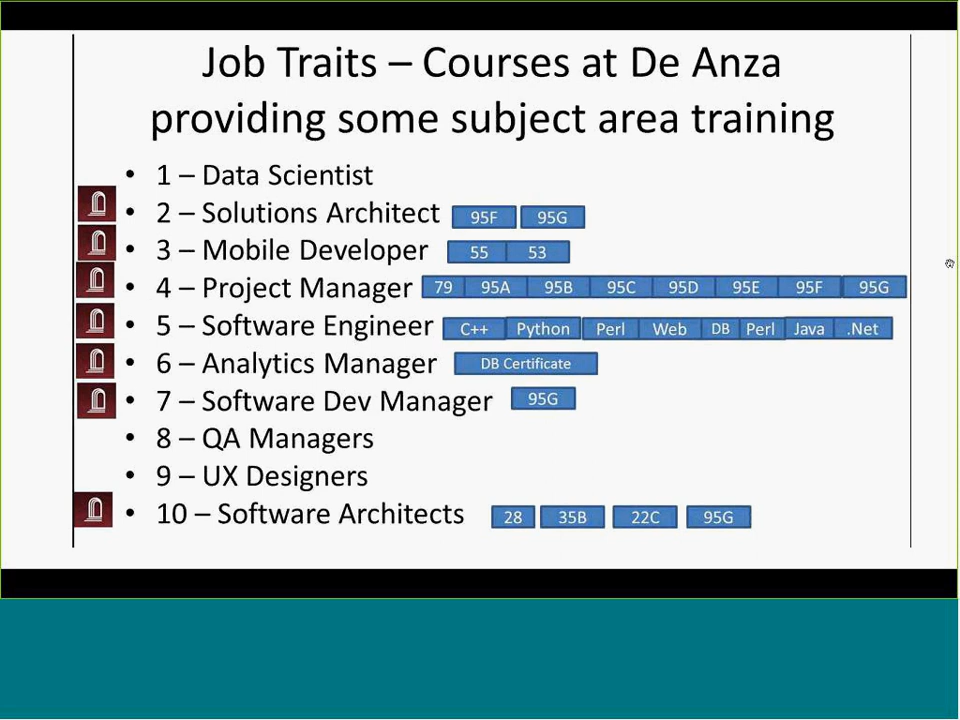 Job Traits – Courses at De Anza
providing some subject area training
• 1 – Data Scientist
• 2 – Solutions Architect 95F 95G
• 3 – Mobile Developer 55 53
• 4 – Project Manager 79 95A 95B 95C 95D 95E 95F 95G
• 5 – Software Engineer C++ Python Perl Web DB Perl Java .Net
• 6 – Analytics Manager DB Certificate
• 7 – Software Dev Manager 95G
• 8 – QA Managers
• 9 – UX Designers
• 10 – Software Architects 28 35B 22C 95G